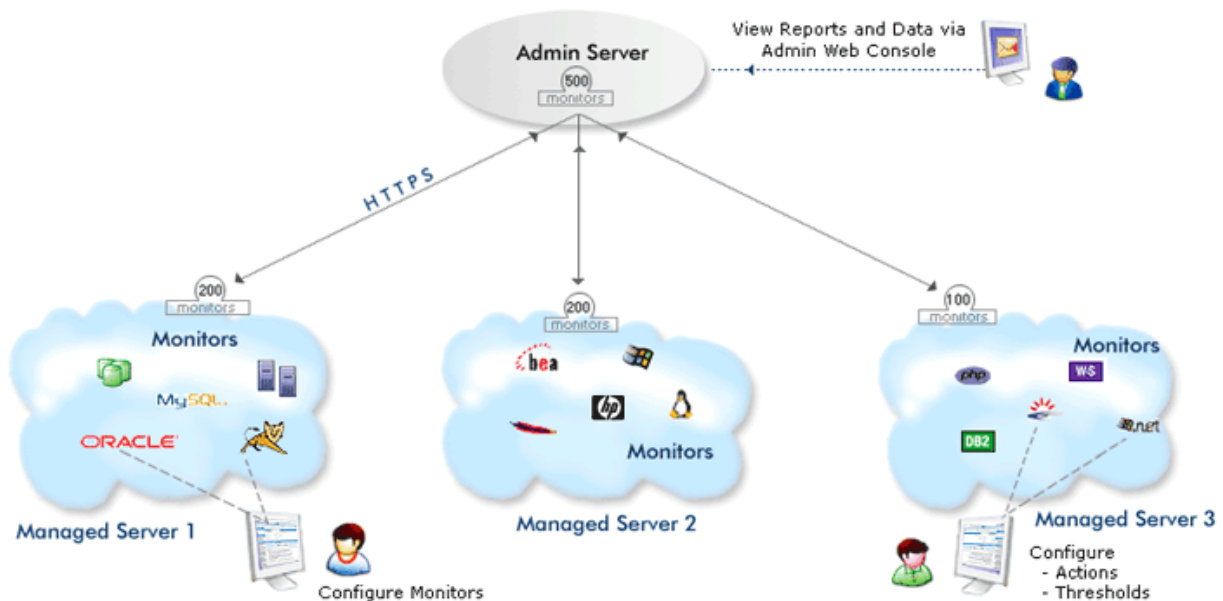 View Reports and Data via
Admin Web Console
Admin Server
500
monitors
HTTPS
200
monitors
Monitors
MySQL
ORACLE
Managed Server 1
Configure Monitors
200
monitors
bea
hp
Monitors
Managed Server 2
100
monitors
Monitors
php
WS
DB2
.net
Managed Server 3
Configure
- Actions
- Thresholds